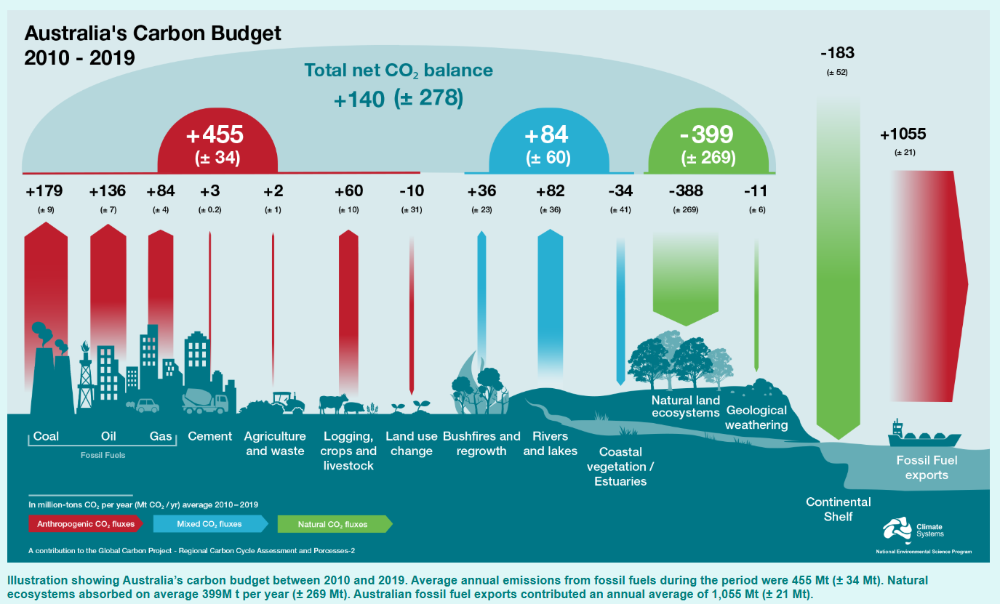 Australia's Carbon Budget
2010 - 2019
Total net CO₂ balance
+140 (± 278)
+455
(± 34)
+84
(± 60)
-399
(± 269)
-183
(± 52)
+1055
(± 21)
+179
(± 9)
+136
(± 7)
+84
(± 4)
+3
(± 0.2)
+2
(± 1)
+60
(± 10)
-10
(± 31)
+36
(± 23)
+82
(± 36)
-34
(± 41)
-388
(± 269)
-11
(± 6)
Coal
Oil
Gas
Fossil Fuels
Cement
Agriculture
and waste
Logging,
crops and
livestock
Land use
change
Bushfires and
regrowth
Rivers
and lakes
Coastal
vegetation /
Estuaries
Natural land
ecosystems
Geological
weathering
Continental
Shelf
Fossil Fuel
exports
In million-tons CO₂ per year (Mt CO₂ / yr) average 2010 – 2019
Anthropogenic CO₂ fluxes
Mixed CO₂ fluxes
Natural CO₂ fluxes
A contribution to the Global Carbon Project - Regional Carbon Cycle Assessment and Porcesses-2
Climate
Systems
National Environmental Science Program
Illustration showing Australia's carbon budget between 2010 and 2019. Average annual emissions from fossil fuels during the period were 455 Mt (± 34 Mt). Natural
ecosystems absorbed on average 399M t per year (± 269 Mt). Australian fossil fuel exports contributed an annual average of 1,055 Mt (± 21 Mt).